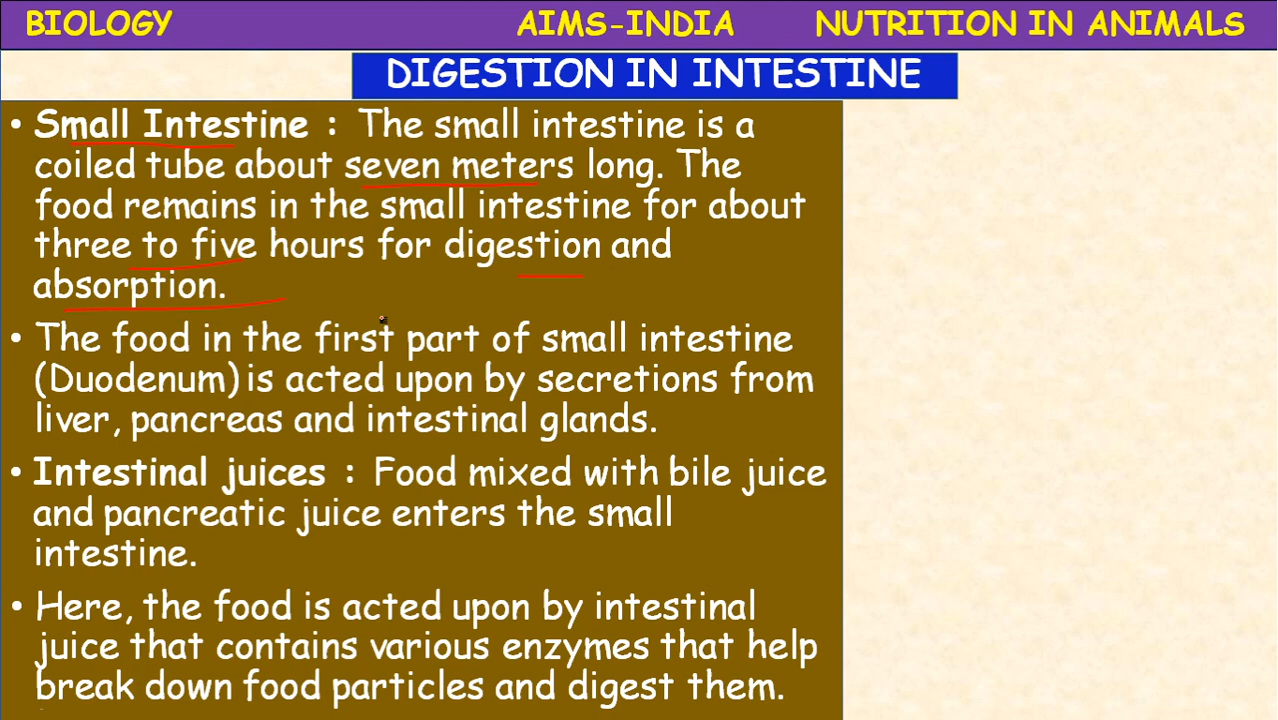 BIOLOGY AIMS-INDIA NUTRITION IN ANIMALS
DIGESTION IN INTESTINE
• Small Intestine : The small intestine is a
coiled tube about seven meters long. The
food remains in the small intestine for about
three to five hours for digestion and
absorption.
• The food in the first part of small intestine
(Duodenum) is acted upon by secretions from
liver, pancreas and intestinal glands.
• Intestinal juices : Food mixed with bile juice
and pancreatic juice enters the small
intestine.
• Here, the food is acted upon by intestinal
juice that contains various enzymes that help
break down food particles and digest them.